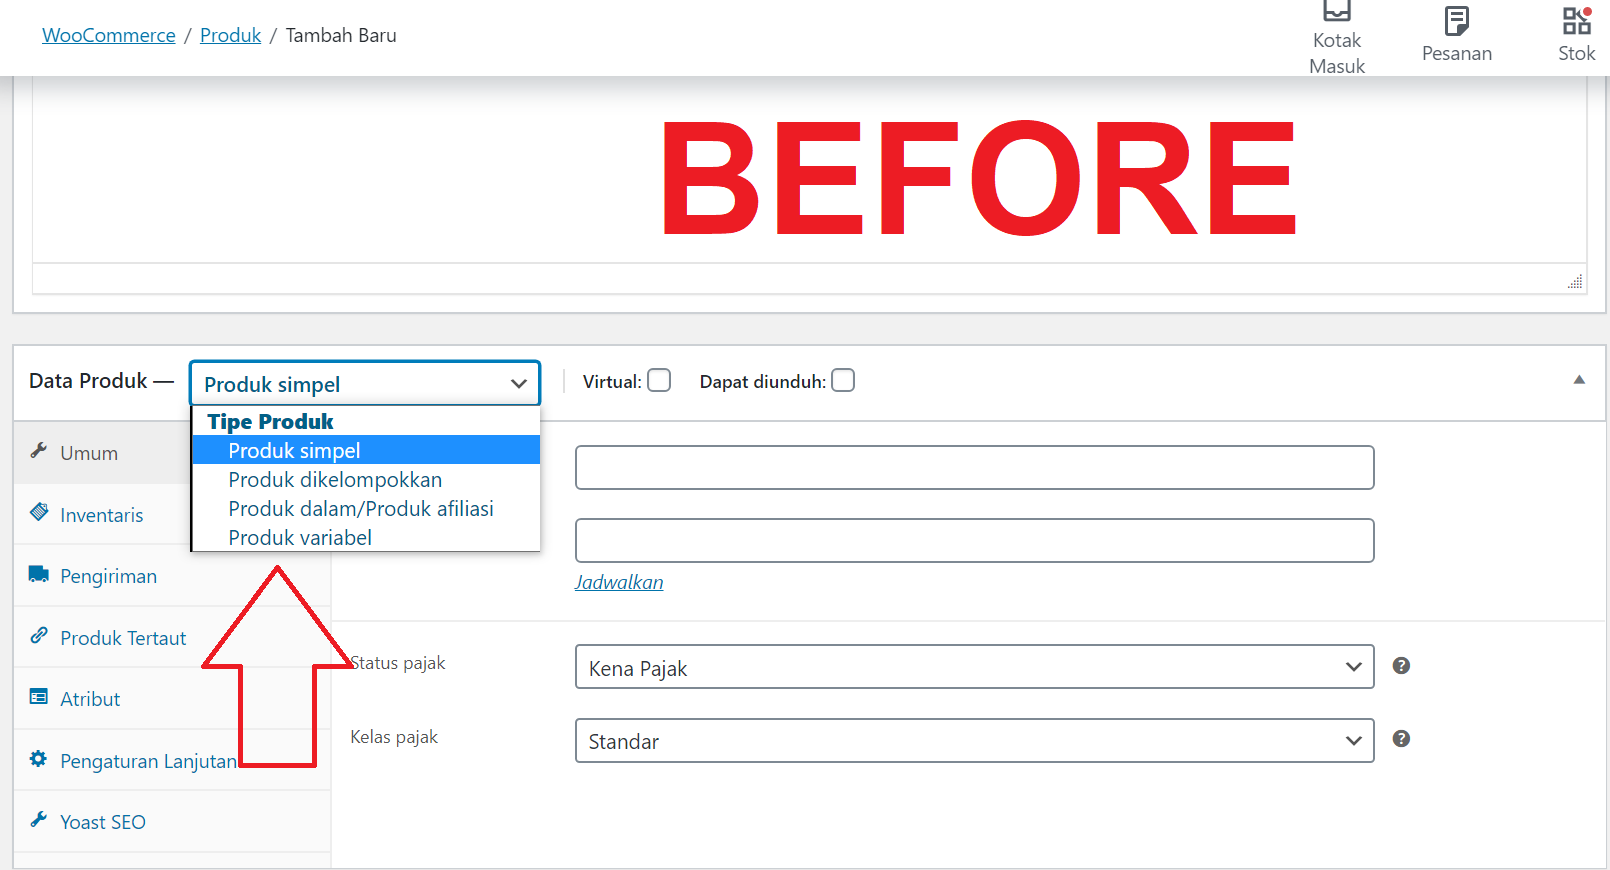 WooCommerce / Produk / Tambah Baru
Kotak Masuk
Pesanan
Stok
BEFORE
Data Produk — Produk simpel Virtual: Dapat diunduh:
Tipe Produk
Produk simpel
Produk dikelompokkan
Produk dalam/Produk afiliasi
Produk variabel
Umum
Inventaris
Pengiriman
Produk Tertaut
Atribut
Pengaturan Lanjutan
Yoast SEO
Jadwalkan
Status pajak Kena Pajak ?
Kelas pajak Standar ?